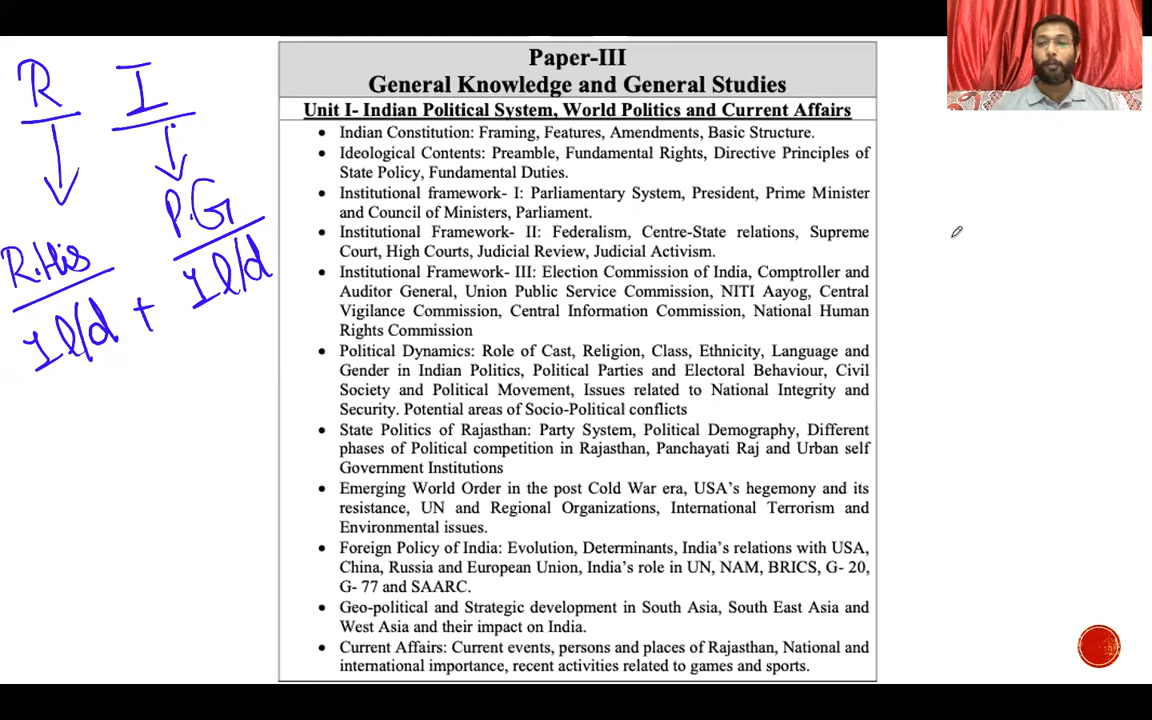 R I
R.His P.G
1 l/d + 1 l/d
Paper-III
General Knowledge and General Studies
Unit I- Indian Political System, World Politics and Current Affairs
• Indian Constitution: Framing, Features, Amendments, Basic Structure.
• Ideological Contents: Preamble, Fundamental Rights, Directive Principles of
State Policy, Fundamental Duties.
• Institutional framework- I: Parliamentary System, President, Prime Minister
and Council of Ministers, Parliament.
• Institutional Framework- II: Federalism, Centre-State relations, Supreme
Court, High Courts, Judicial Review, Judicial Activism.
• Institutional Framework- III: Election Commission of India, Comptroller and
Auditor General, Union Public Service Commission, NITI Aayog, Central
Vigilance Commission, Central Information Commission, National Human
Rights Commission
• Political Dynamics: Role of Cast, Religion, Class, Ethnicity, Language and
Gender in Indian Politics, Political Parties and Electoral Behaviour, Civil
Society and Political Movement, Issues related to National Integrity and
Security. Potential areas of Socio-Political conflicts
• State Politics of Rajasthan: Party System, Political Demography, Different
phases of Political competition in Rajasthan, Panchayati Raj and Urban self
Government Institutions
• Emerging World Order in the post Cold War era, USA’s hegemony and its
resistance, UN and Regional Organizations, International Terrorism and
Environmental issues.
• Foreign Policy of India: Evolution, Determinants, India’s relations with USA,
China, Russia and European Union, India’s role in UN, NAM, BRICS, G- 20,
G- 77 and SAARC.
• Geo-political and Strategic development in South Asia, South East Asia and
West Asia and their impact on India.
• Current Affairs: Current events, persons and places of Rajasthan, National and
international importance, recent activities related to games and sports.